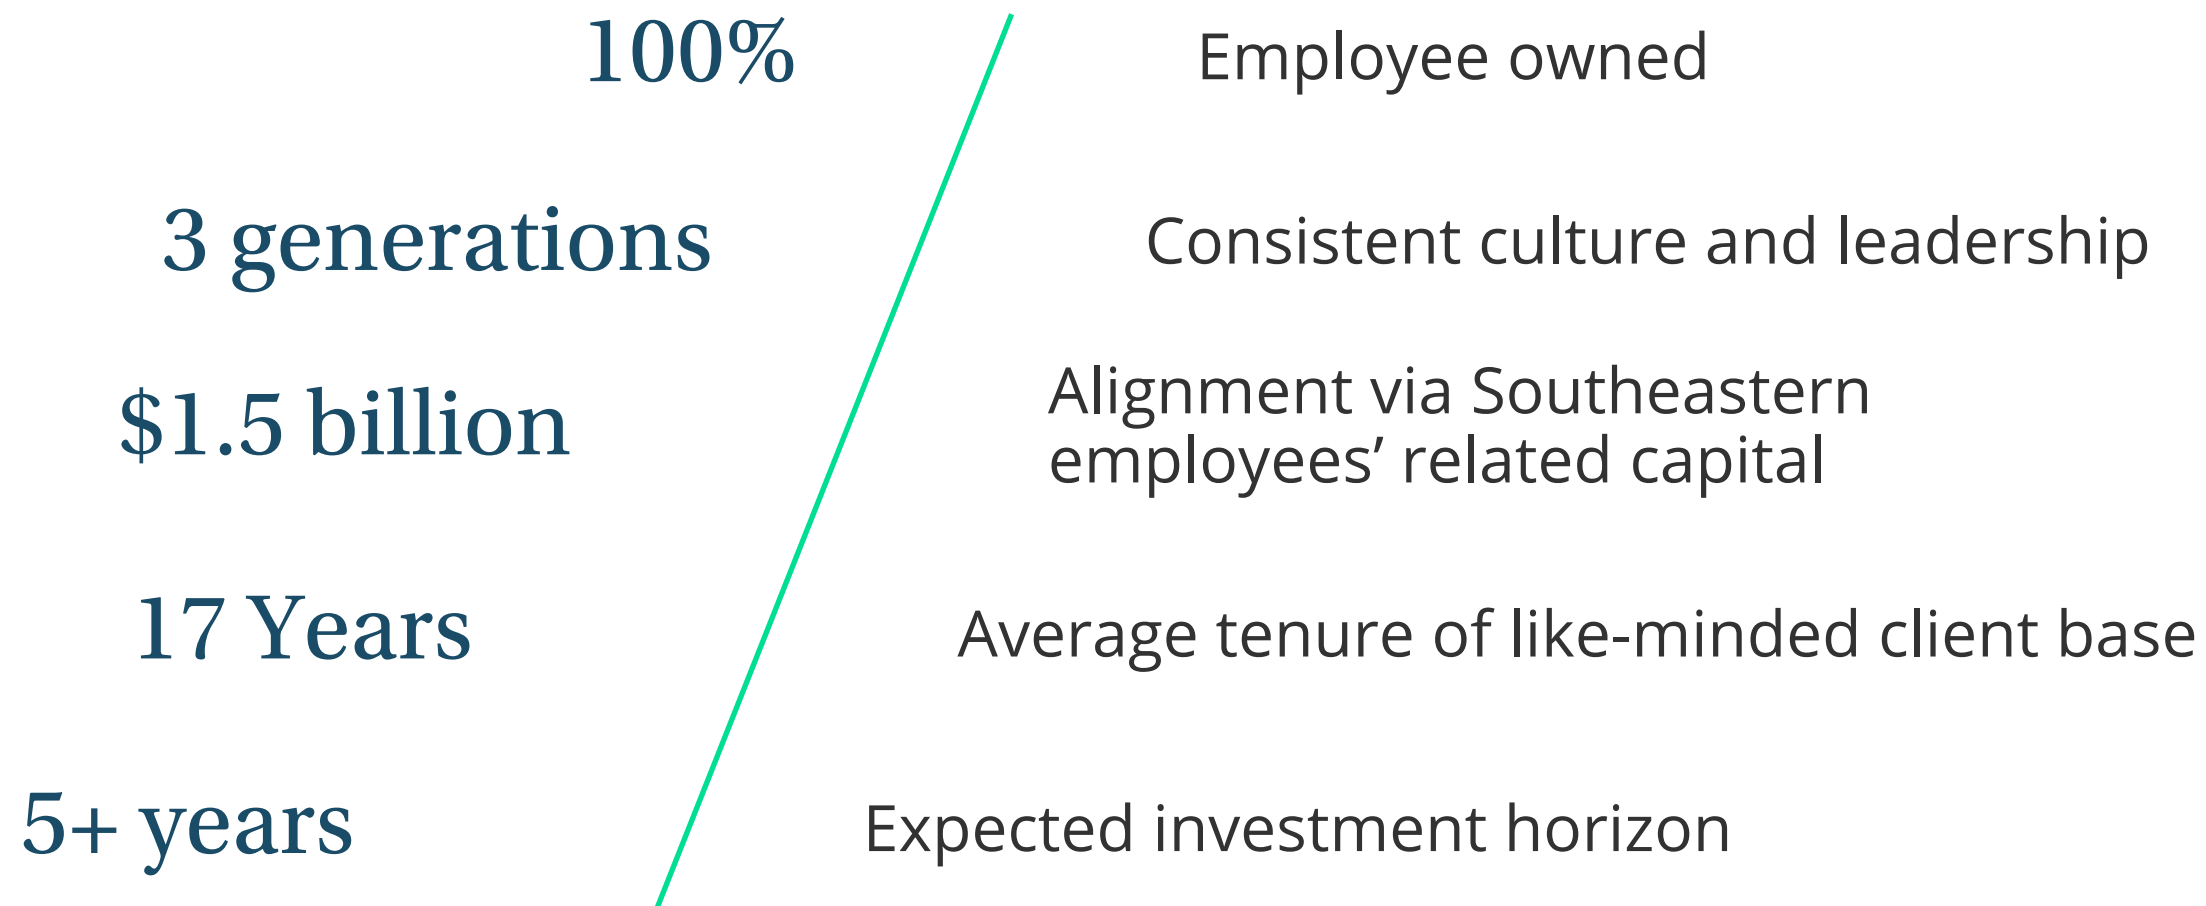 100%
Employee owned
3 generations
Consistent culture and leadership
$1.5 billion
Alignment via Southeastern
employees’ related capital
17 Years
Average tenure of like-minded client base
5+ years
Expected investment horizon